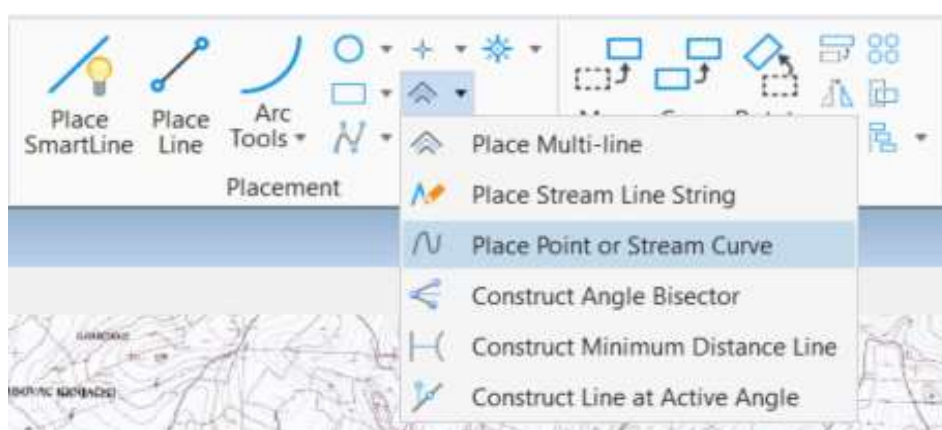 Place SmartLine
Place Line
Arc Tools
Placement
Place Multi-line
Place Stream Line String
Place Point or Stream Curve
Construct Angle Bisector
Construct Minimum Distance Line
Construct Line at Active Angle